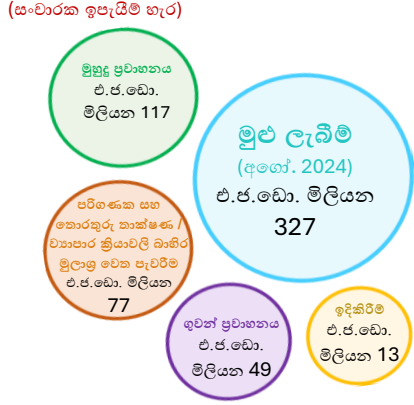 (සංචාරක ඉපැයීම් හැර)
මුහුදු ප්‍රවාහනය
එ.ජ.ඩො.
මිලියන 117
මුළු ලැබීම්
(අගෝ. 2024)
එ.ජ.ඩො. මිලියන
327
පරිගණක සහ
තොරතුරු තාක්ෂණ /
ව්‍යාපාර ක්‍රියාවලි බාහිර
මූලාශ්‍ර වෙත පැවරීම
එ.ජ.ඩො. මිලියන
77
ගුවන් ප්‍රවාහනය
එ.ජ.ඩො.
මිලියන 49
ඉදිකිරීම්
එ.ජ.ඩො.
මිලියන 13